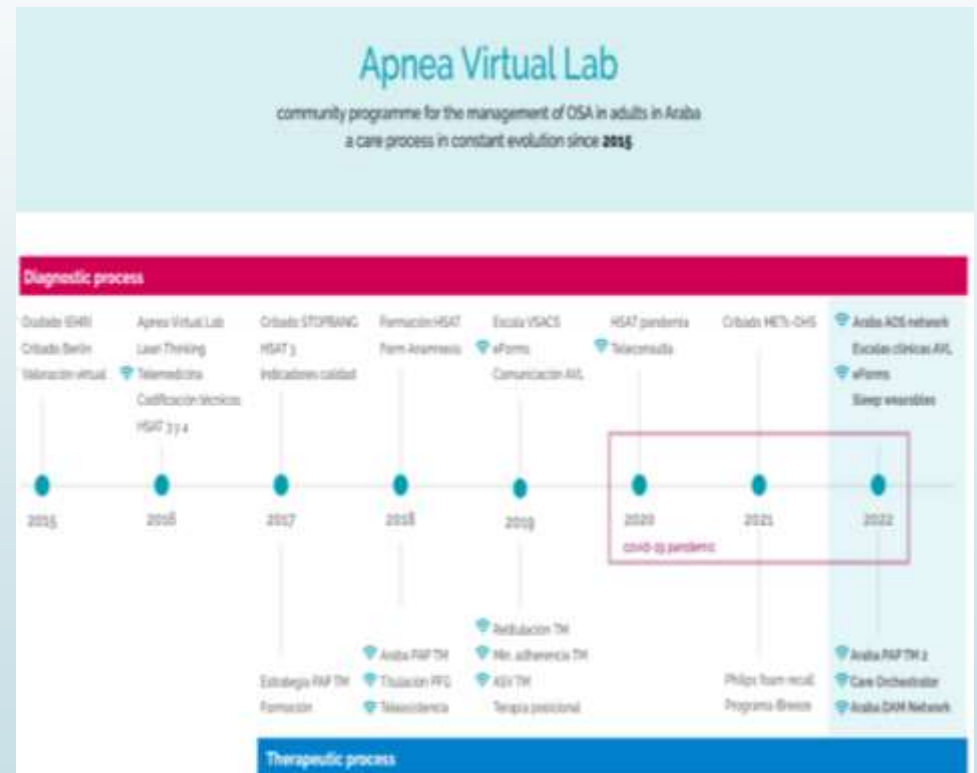 Apnea Virtual Lab
community programme for the management of OSA in adults in Araba
a care process in constant evolution since 2015
Diagnostic process
Cribado Berlin
Valoración virtual
Apnea Virtual Lab
Lean Thinking
Telemedicina
Codificación técnicas
HSAT 3 y 4
Cribado STOPBANG
HSAT 3
Indicadores calidad
Formación HSAT
Form Anamnesis
Escala VSACS
eForms
Comunicación AVL
HSAT pandemia
Teleconsulta
Cribado METs-OHS
Araba AOS network
Escalas clínicas AVL
eForms
Sleep wearables
2015
2016
2017
2018
2019
2020
2021
2022
covid-19 pandemic
Estrategia PAP TM
Formación
Araba PAP TM
Titulación PFG
Teleasistencia
Retitulación TM
Min. adherencia TM
ASV TM
Terapia posicional
Philips foam recall
Programa Breeze
Araba PAP TM 2
Care Orchestrator
Araba DAM Network
Therapeutic process